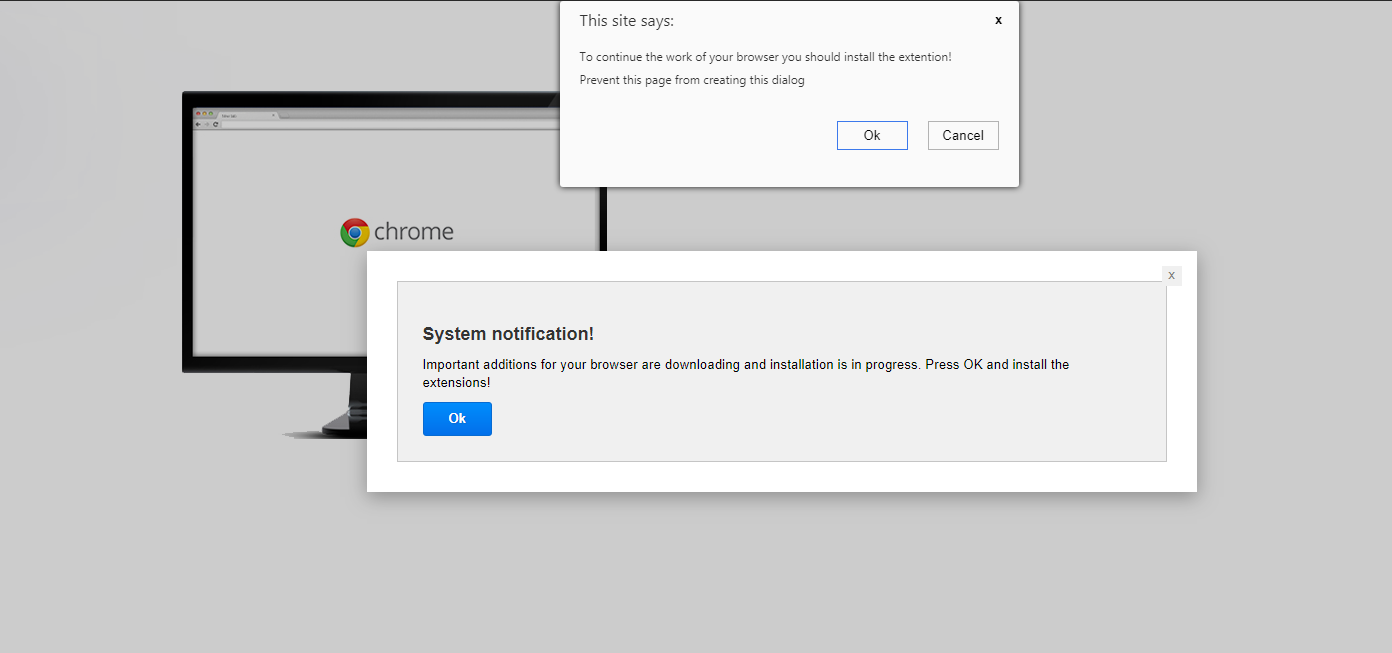 This site says:
x
To continue the work of your browser you should install the extention!
Prevent this page from creating this dialog
Ok
Cancel
New tab
chrome
x
System notification!
Important additions for your browser are downloading and installation is in progress. Press OK and install the
extensions!
Ok